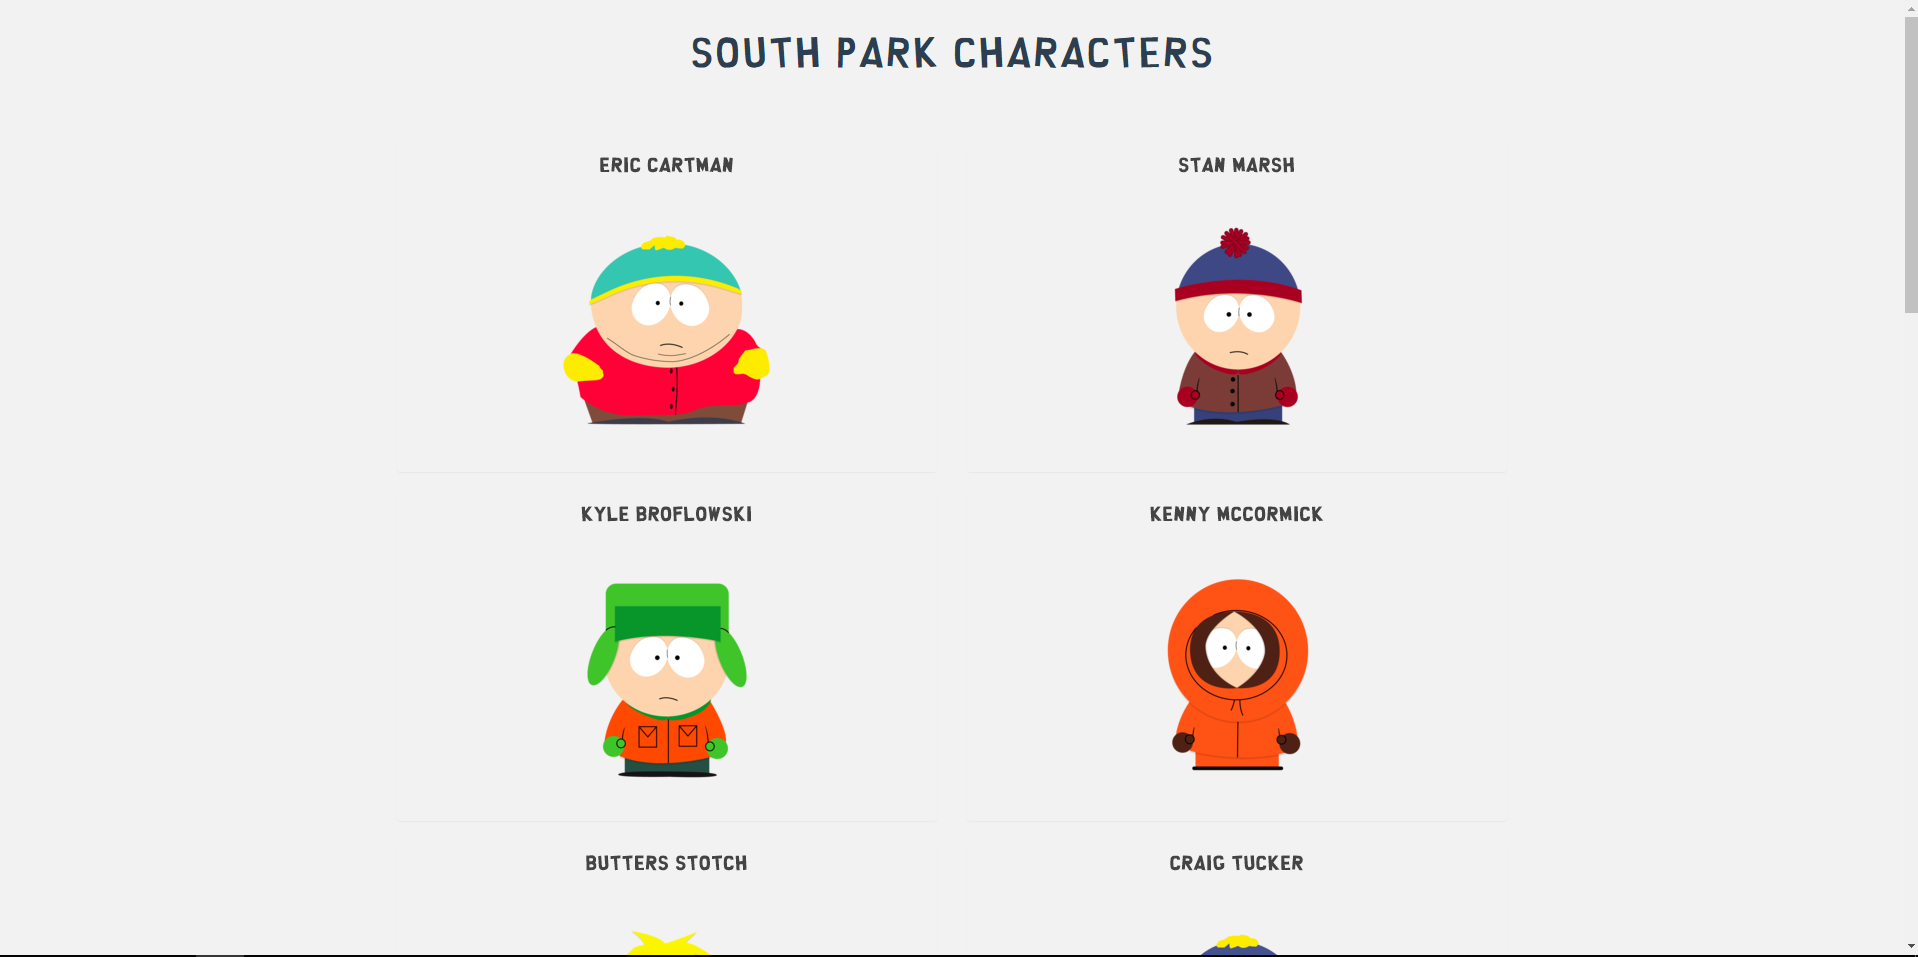 SOUTH PARK CHARACTERS
ERIC CARTMAN
STAN MARSH
KYLE BROFLOWSKI
KENNY MCCORMICK
BUTTERS STOTCH
CRAIG TUCKER